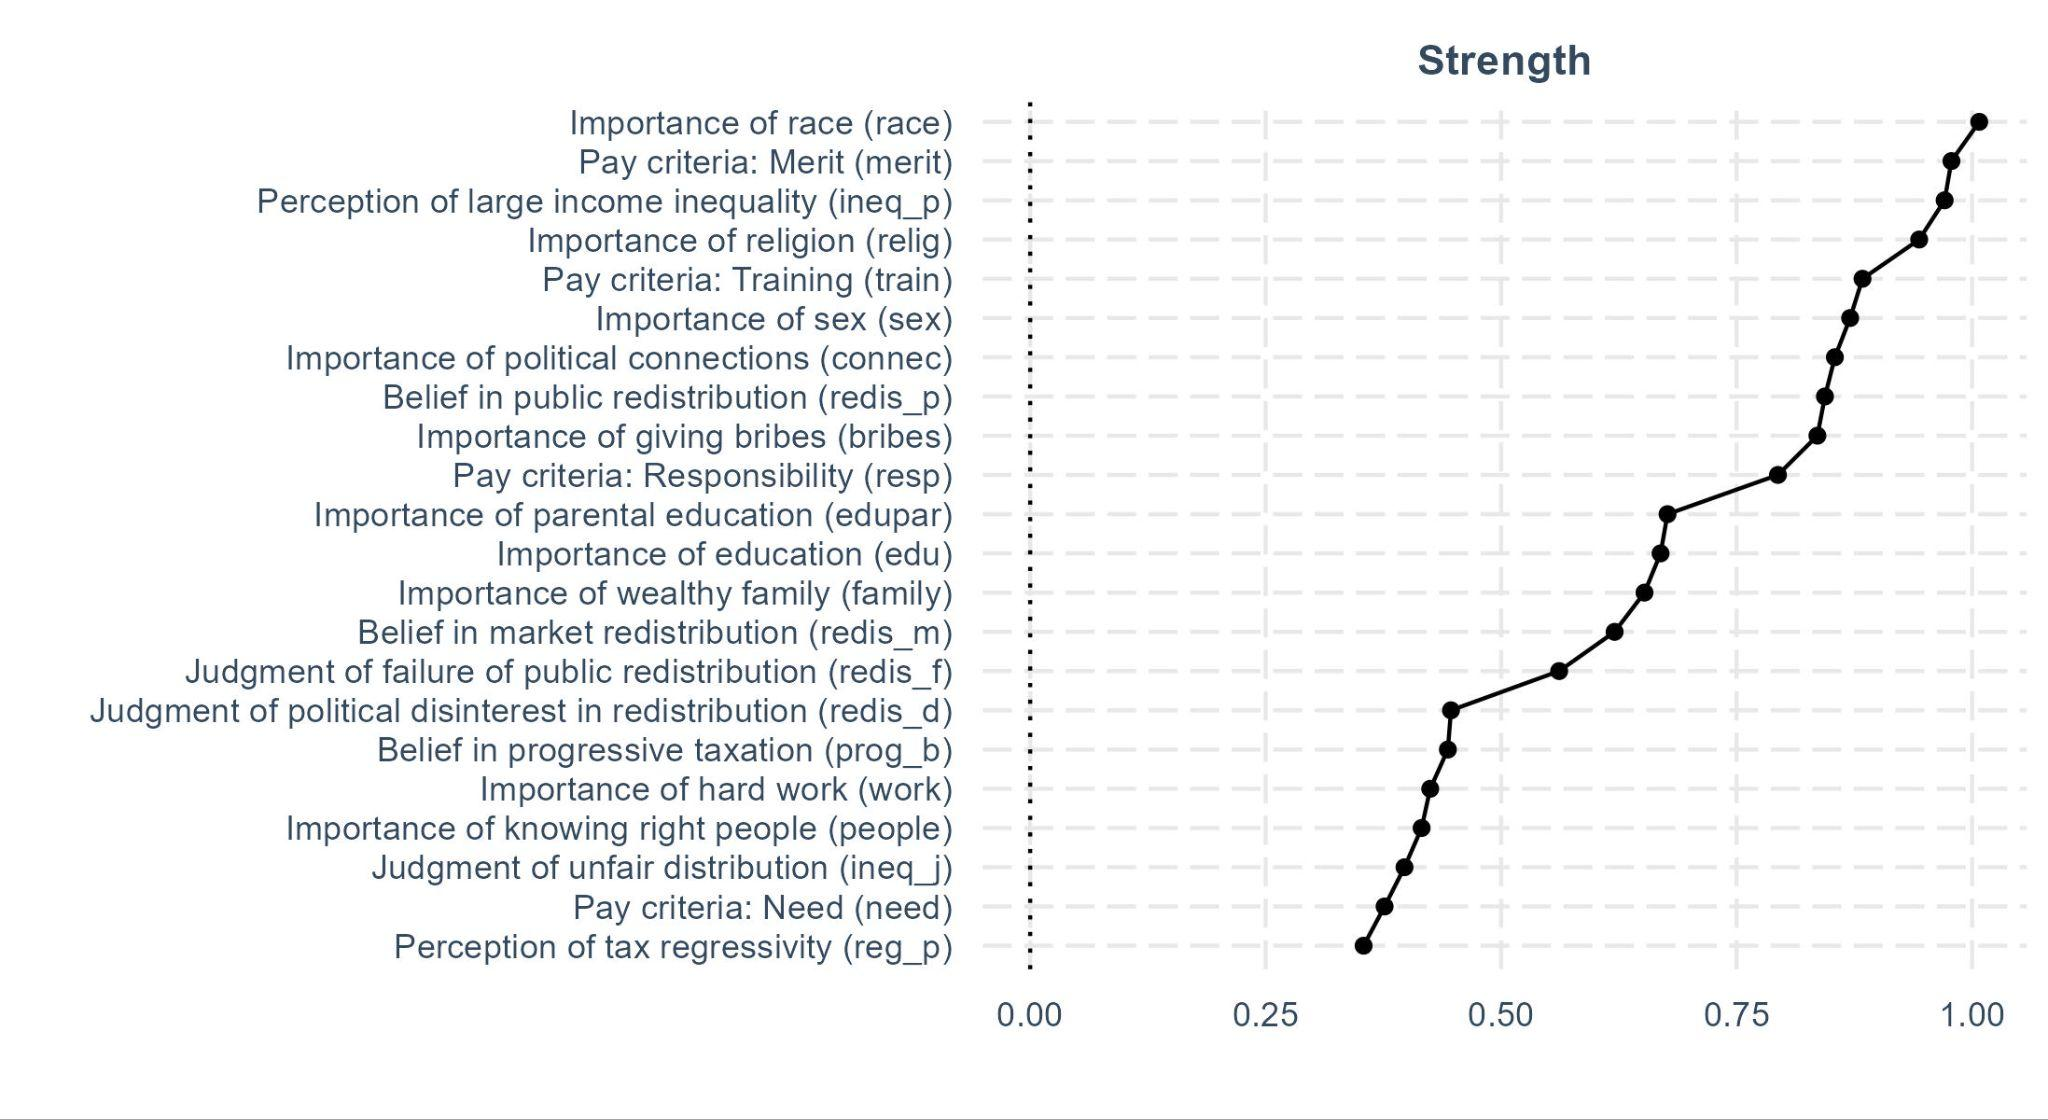 Strength
Importance of race (race)
Pay criteria: Merit (merit)
Perception of large income inequality (ineq_p)
Importance of religion (relig)
Pay criteria: Training (train)
Importance of sex (sex)
Importance of political connections (connec)
Belief in public redistribution (redis_p)
Importance of giving bribes (bribes)
Pay criteria: Responsibility (resp)
Importance of parental education (edupar)
Importance of education (edu)
Importance of wealthy family (family)
Belief in market redistribution (redis_m)
Judgment of failure of public redistribution (redis_f)
Judgment of political disinterest in redistribution (redis_d)
Belief in progressive taxation (prog_b)
Importance of hard work (work)
Importance of knowing right people (people)
Judgment of unfair distribution (ineq_j)
Pay criteria: Need (need)
Perception of tax regressivity (reg_p)
0.00 0.25 0.50 0.75 1.00